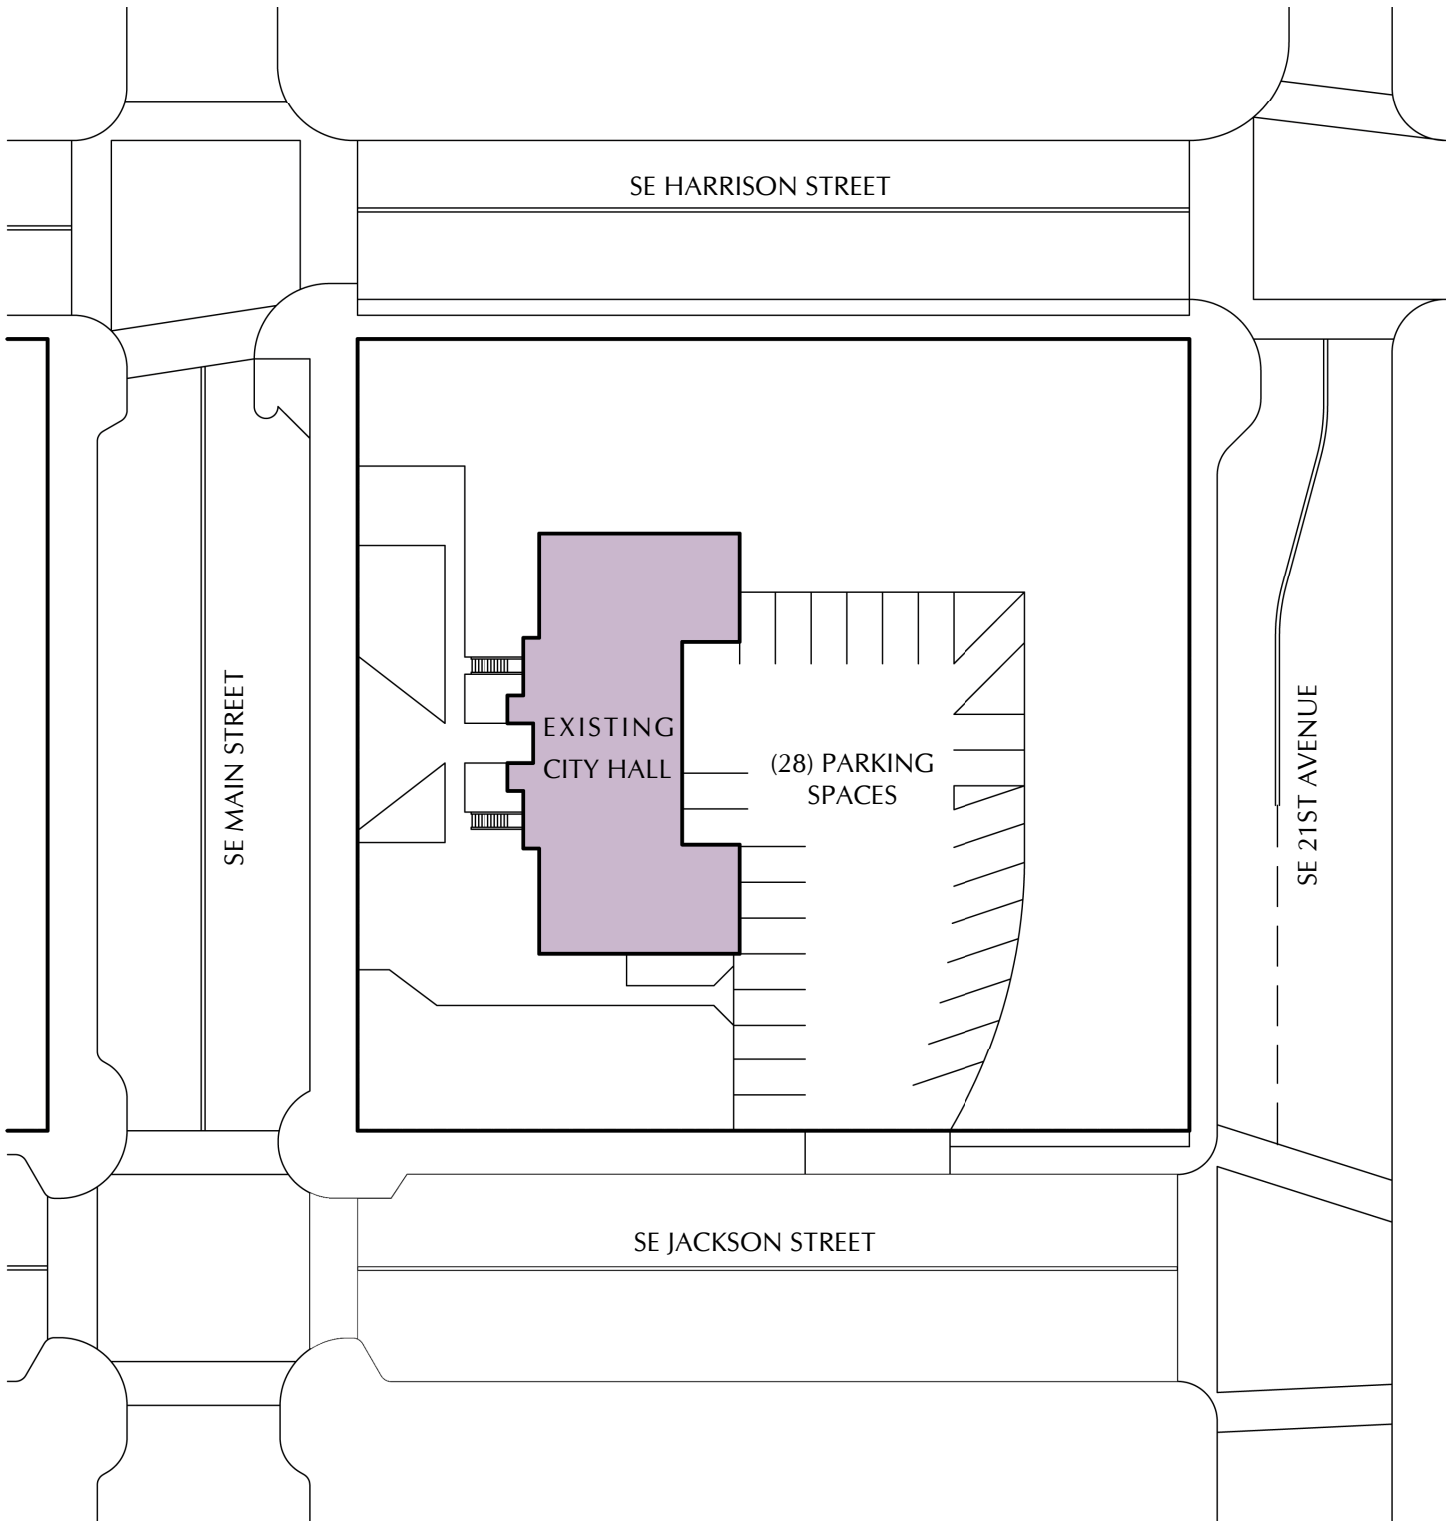 SE HARRISON STREET
SE MAIN STREET
EXISTING
CITY HALL
(28) PARKING
SPACES
SE 21ST AVENUE
SE JACKSON STREET